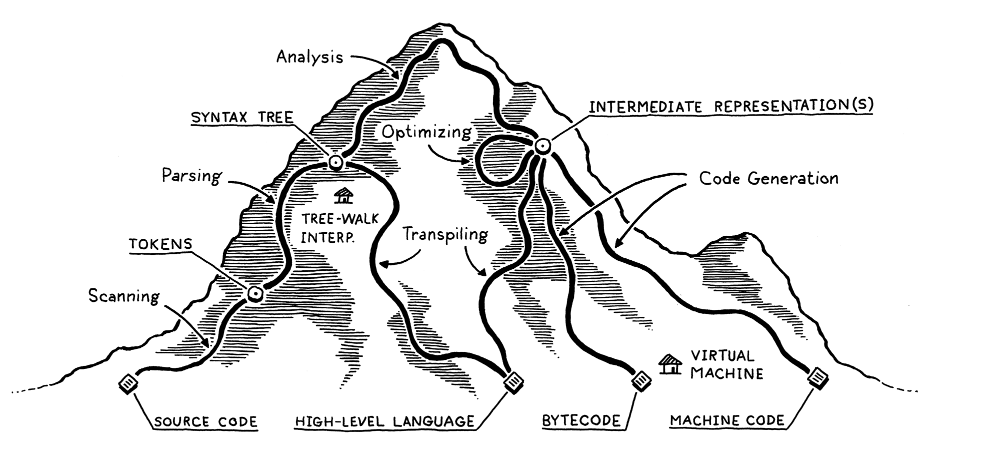 Analysis
INTERMEDIATE REPRESENTATION(S)
SYNTAX TREE
Optimizing
Parsing
Code Generation
TREE-WALK
INTERP.
Transpiling
TOKENS
Scanning
VIRTUAL
MACHINE
SOURCE CODE
HIGH-LEVEL LANGUAGE
BYTECODE
MACHINE CODE